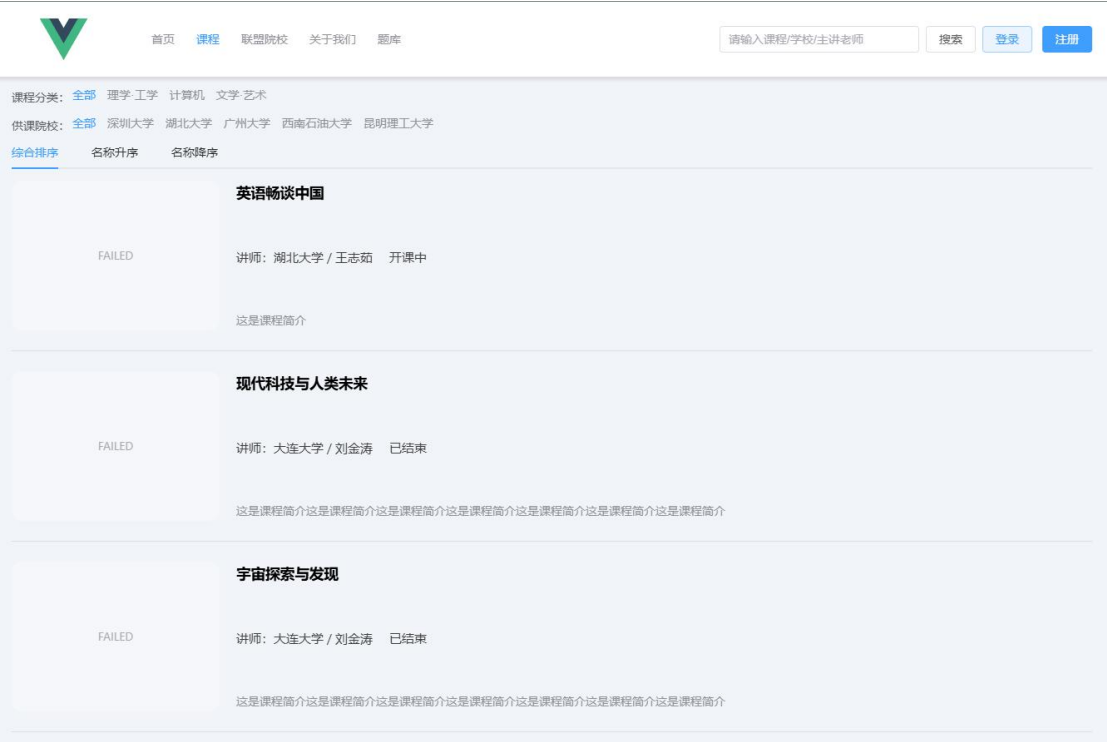 首页 课程 联盟院校 关于我们 题库 请输入课程/学校/主讲老师 搜索 登录 注册
课程分类: 全部 理学·工学 计算机 文学·艺术
供课院校: 全部 深圳大学 湖北大学 广州大学 西南石油大学 昆明理工大学
综合排序 名称升序 名称降序
英语畅谈中国
FAILED 讲师: 湖北大学 / 王志茹 开课中
这是课程简介
现代科技与人类未来
FAILED 讲师: 大连大学 / 刘金涛 已结束
这是课程简介这是课程简介这是课程简介这是课程简介这是课程简介这是课程简介这是课程简介
宇宙探索与发现
FAILED 讲师: 大连大学 / 刘金涛 已结束
这是课程简介这是课程简介这是课程简介这是课程简介这是课程简介这是课程简介这是课程简介